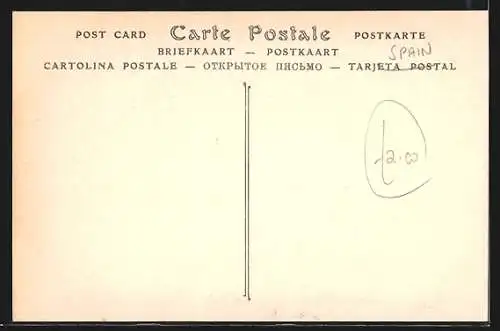 POST CARD Carte Postale POSTKARTE
BRIEFKAART — POSTKAART
SPAIN
CARTOLINA POSTALE — ОТКРЫТОЕ ПИСЬМО — TARJETA POSTAL
£2.00